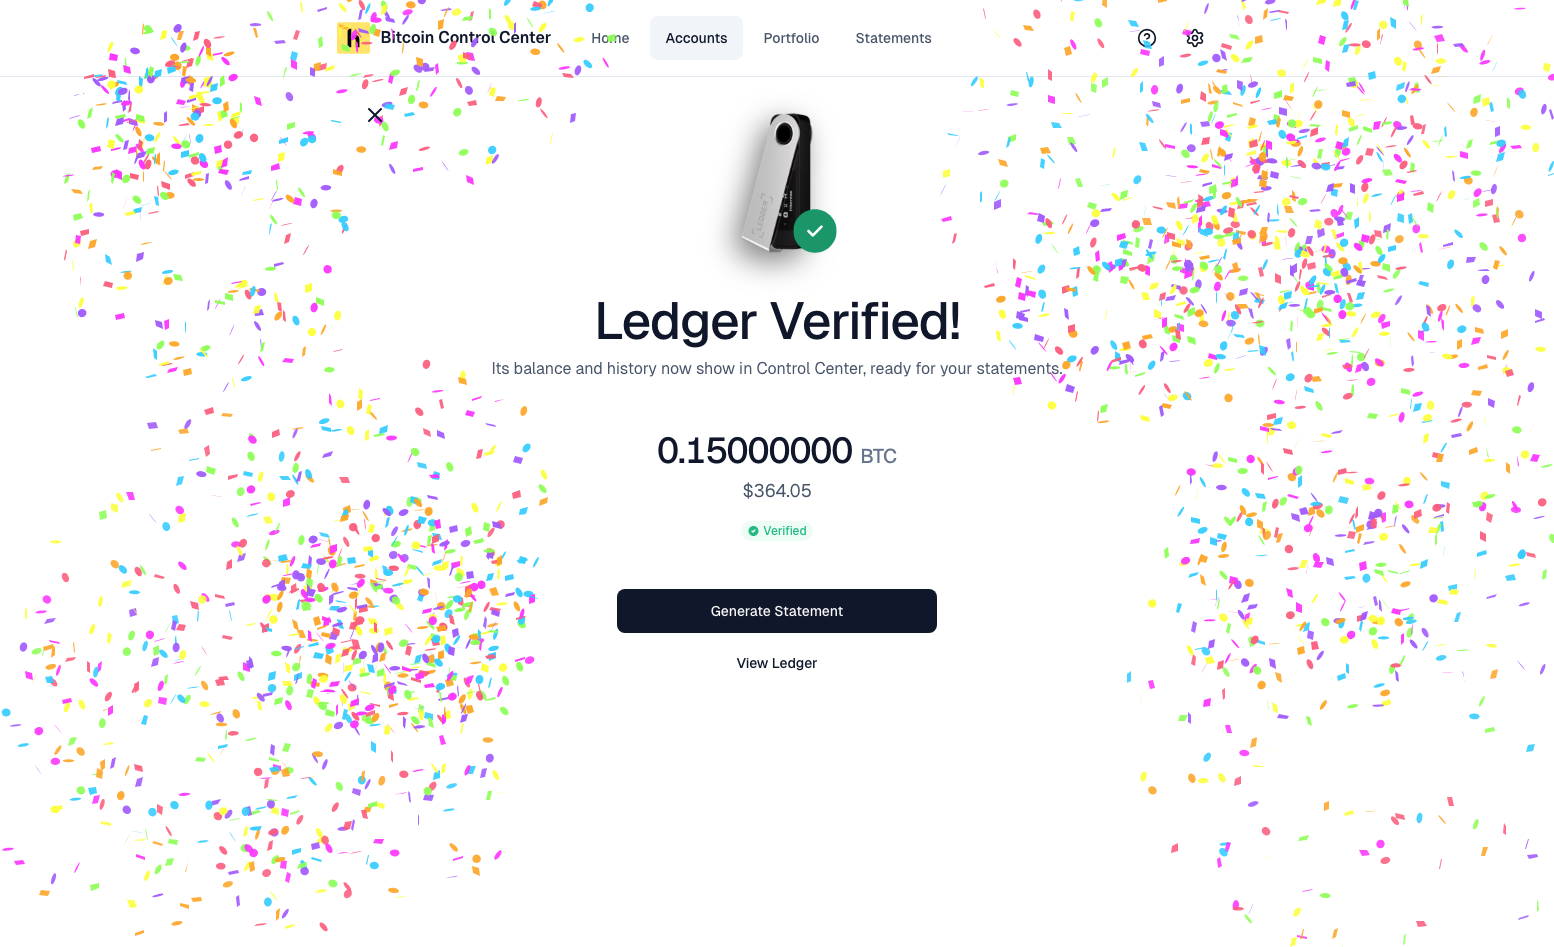 Bitcoin Control Center
Home
Accounts
Portfolio
Statements
LEDGER
Ledger Verified!
Its balance and history now show in Control Center, ready for your statements.
0.15000000 BTC
$364.05
Verified
Generate Statement
View Ledger